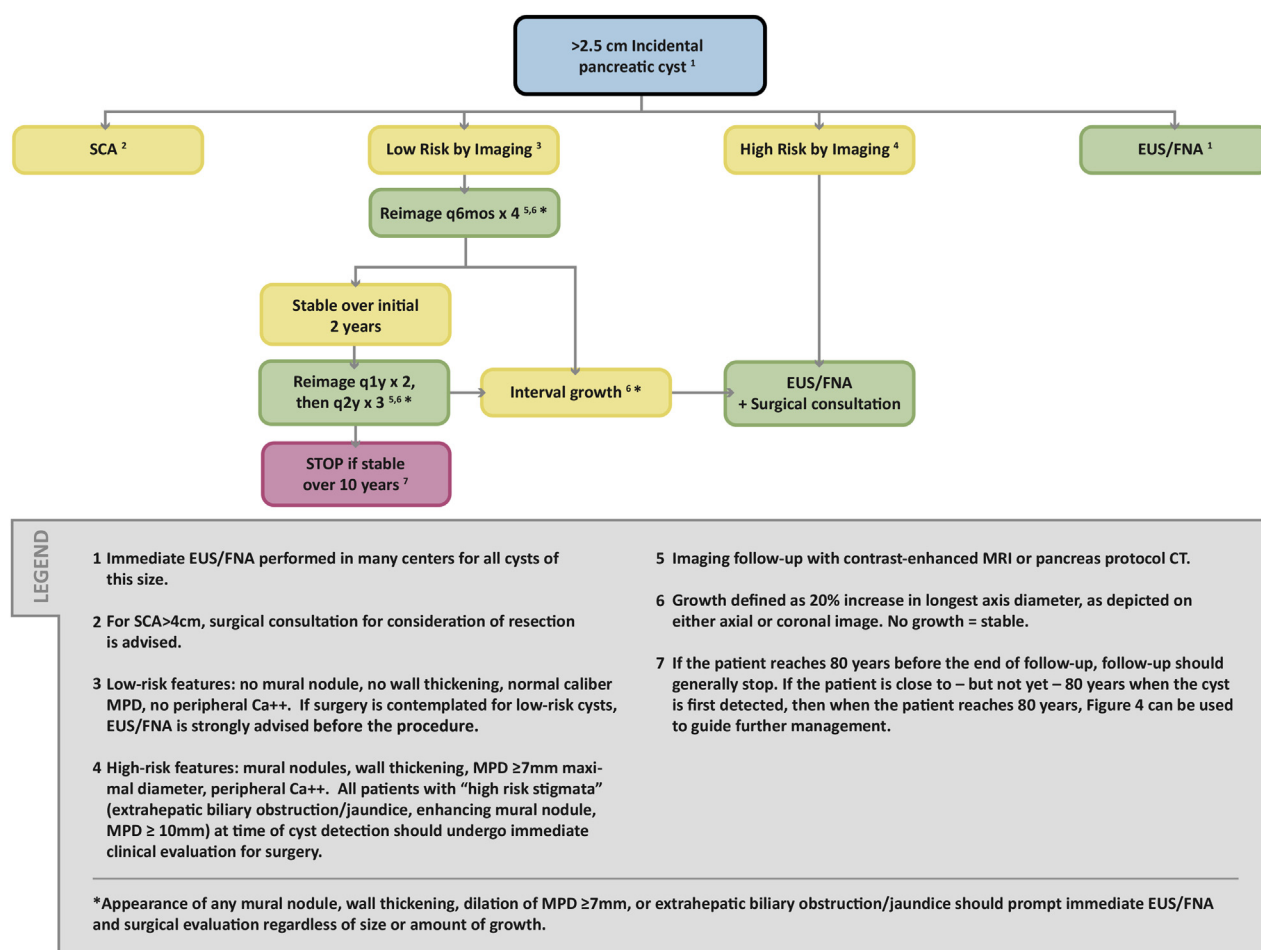 >2.5 cm Incidental
pancreatic cyst 1
SCA 2
Low Risk by Imaging 3
High Risk by Imaging 4
EUS/FNA 1
Reimage q6mos x 4 5,6 *
Stable over initial
2 years
Reimage q1y x 2,
then q2y x 3 5,6 *
Interval growth 6 *
EUS/FNA
+ Surgical consultation
STOP if stable
over 10 years 7
LEGEND
1 Immediate EUS/FNA performed in many centers for all cysts of
this size.
2 For SCA>4cm, surgical consultation for consideration of resection
is advised.
3 Low-risk features: no mural nodule, no wall thickening, normal caliber
MPD, no peripheral Ca++. If surgery is contemplated for low-risk cysts,
EUS/FNA is strongly advised before the procedure.
4 High-risk features: mural nodules, wall thickening, MPD ≥7mm maxi-
mal diameter, peripheral Ca++. All patients with “high risk stigmata”
(extrahepatic biliary obstruction/jaundice, enhancing mural nodule,
MPD ≥ 10mm) at time of cyst detection should undergo immediate
clinical evaluation for surgery.
5 Imaging follow-up with contrast-enhanced MRI or pancreas protocol CT.
6 Growth defined as 20% increase in longest axis diameter, as depicted on
either axial or coronal image. No growth = stable.
7 If the patient reaches 80 years before the end of follow-up, follow-up should
generally stop. If the patient is close to – but not yet – 80 years when the cyst
is first detected, then when the patient reaches 80 years, Figure 4 can be used
to guide further management.
*Appearance of any mural nodule, wall thickening, dilation of MPD ≥7mm, or extrahepatic biliary obstruction/jaundice should prompt immediate EUS/FNA
and surgical evaluation regardless of size or amount of growth.